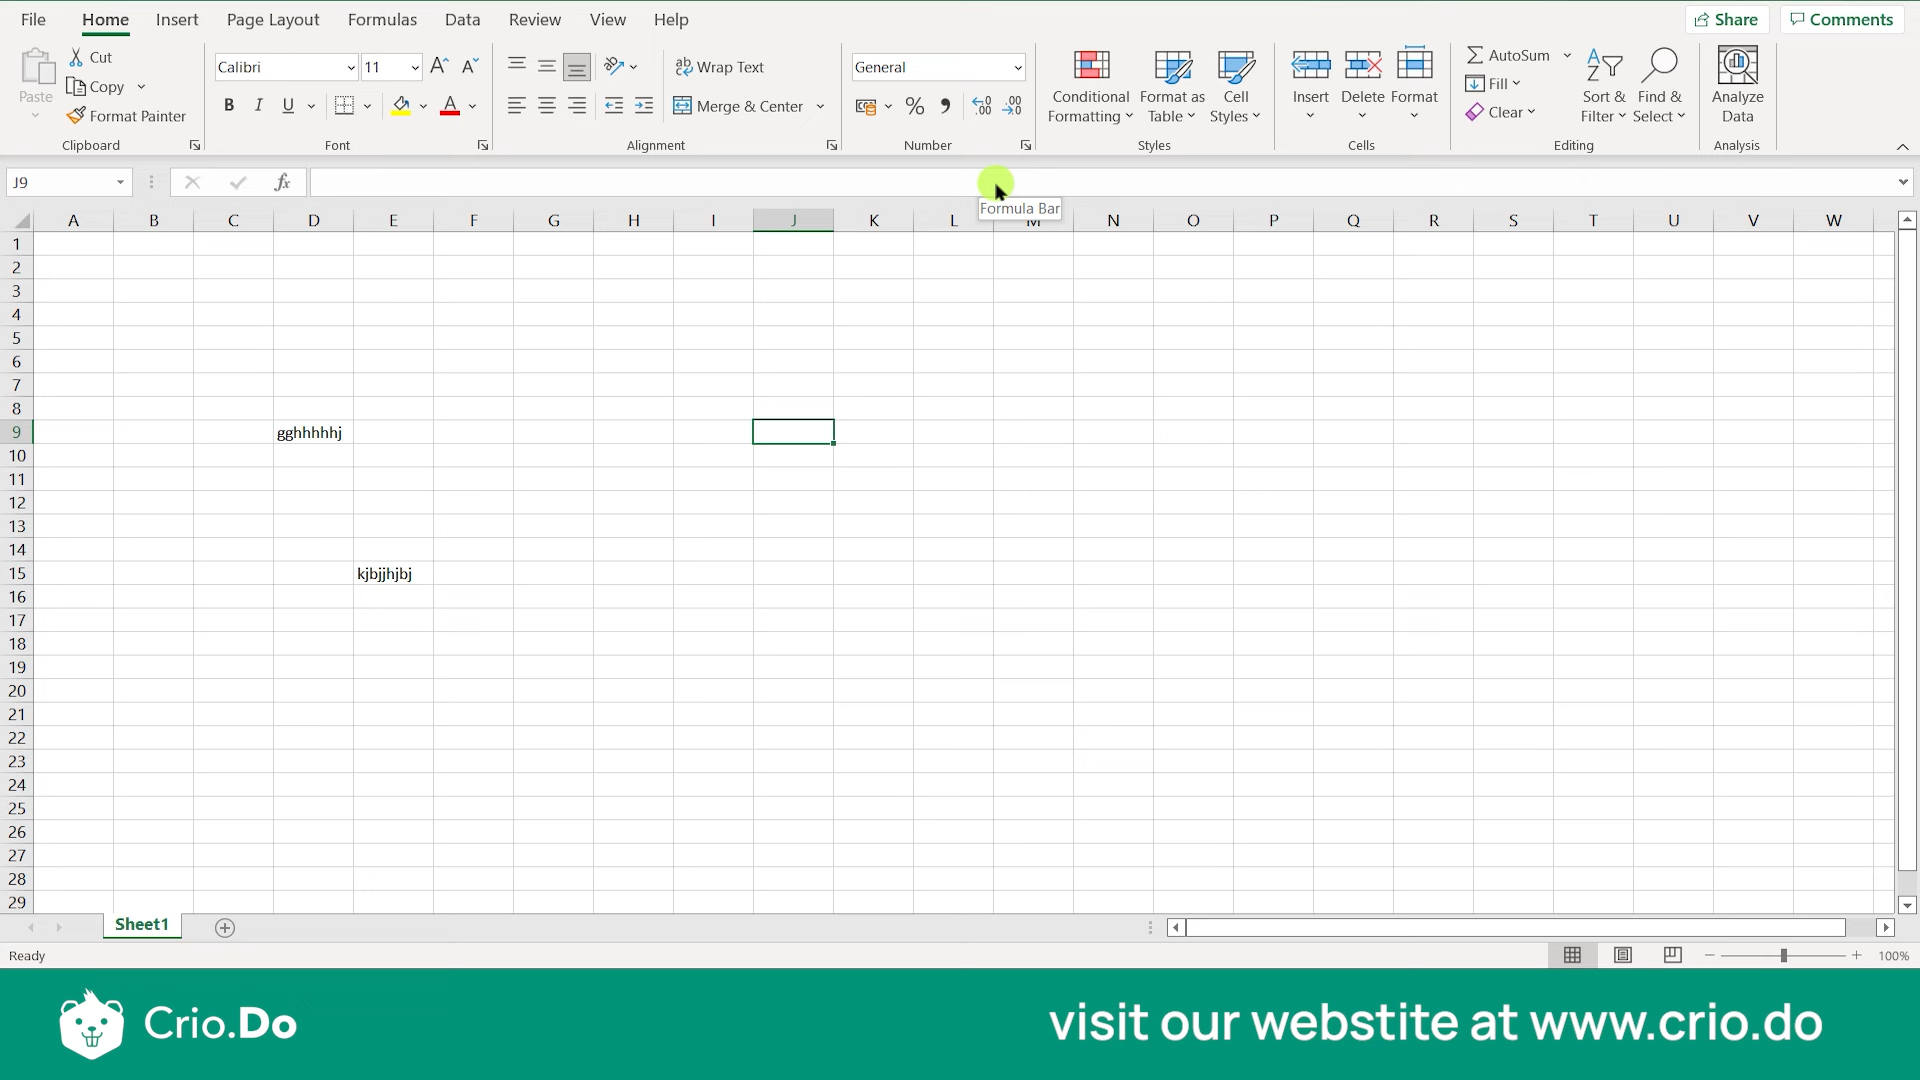 File Home Insert Page Layout Formulas Data Review View Help Share Comments
Paste Cut Copy Format Painter Clipboard
Calibri 11 B I U A Font
ab Wrap Text Merge & Center Alignment
General % Number
Conditional Formatting Format as Table Cell Styles Styles
Insert Delete Format Cells
AutoSum Fill Clear Sort & Filter Find & Select Editing
Analyze Data Analysis
J9 fx
Formula Bar
A B C D E F G H I J K L M N O P Q R S T U V W
1
2
3
4
5
6
7
8
9 gghhhhhj
10
11
12
13
14
15 kjbjjhjbj
16
17
18
19
20
21
22
23
24
25
26
27
28
29
Sheet1
Ready 100%
Crio.Do visit our webstite at www.crio.do